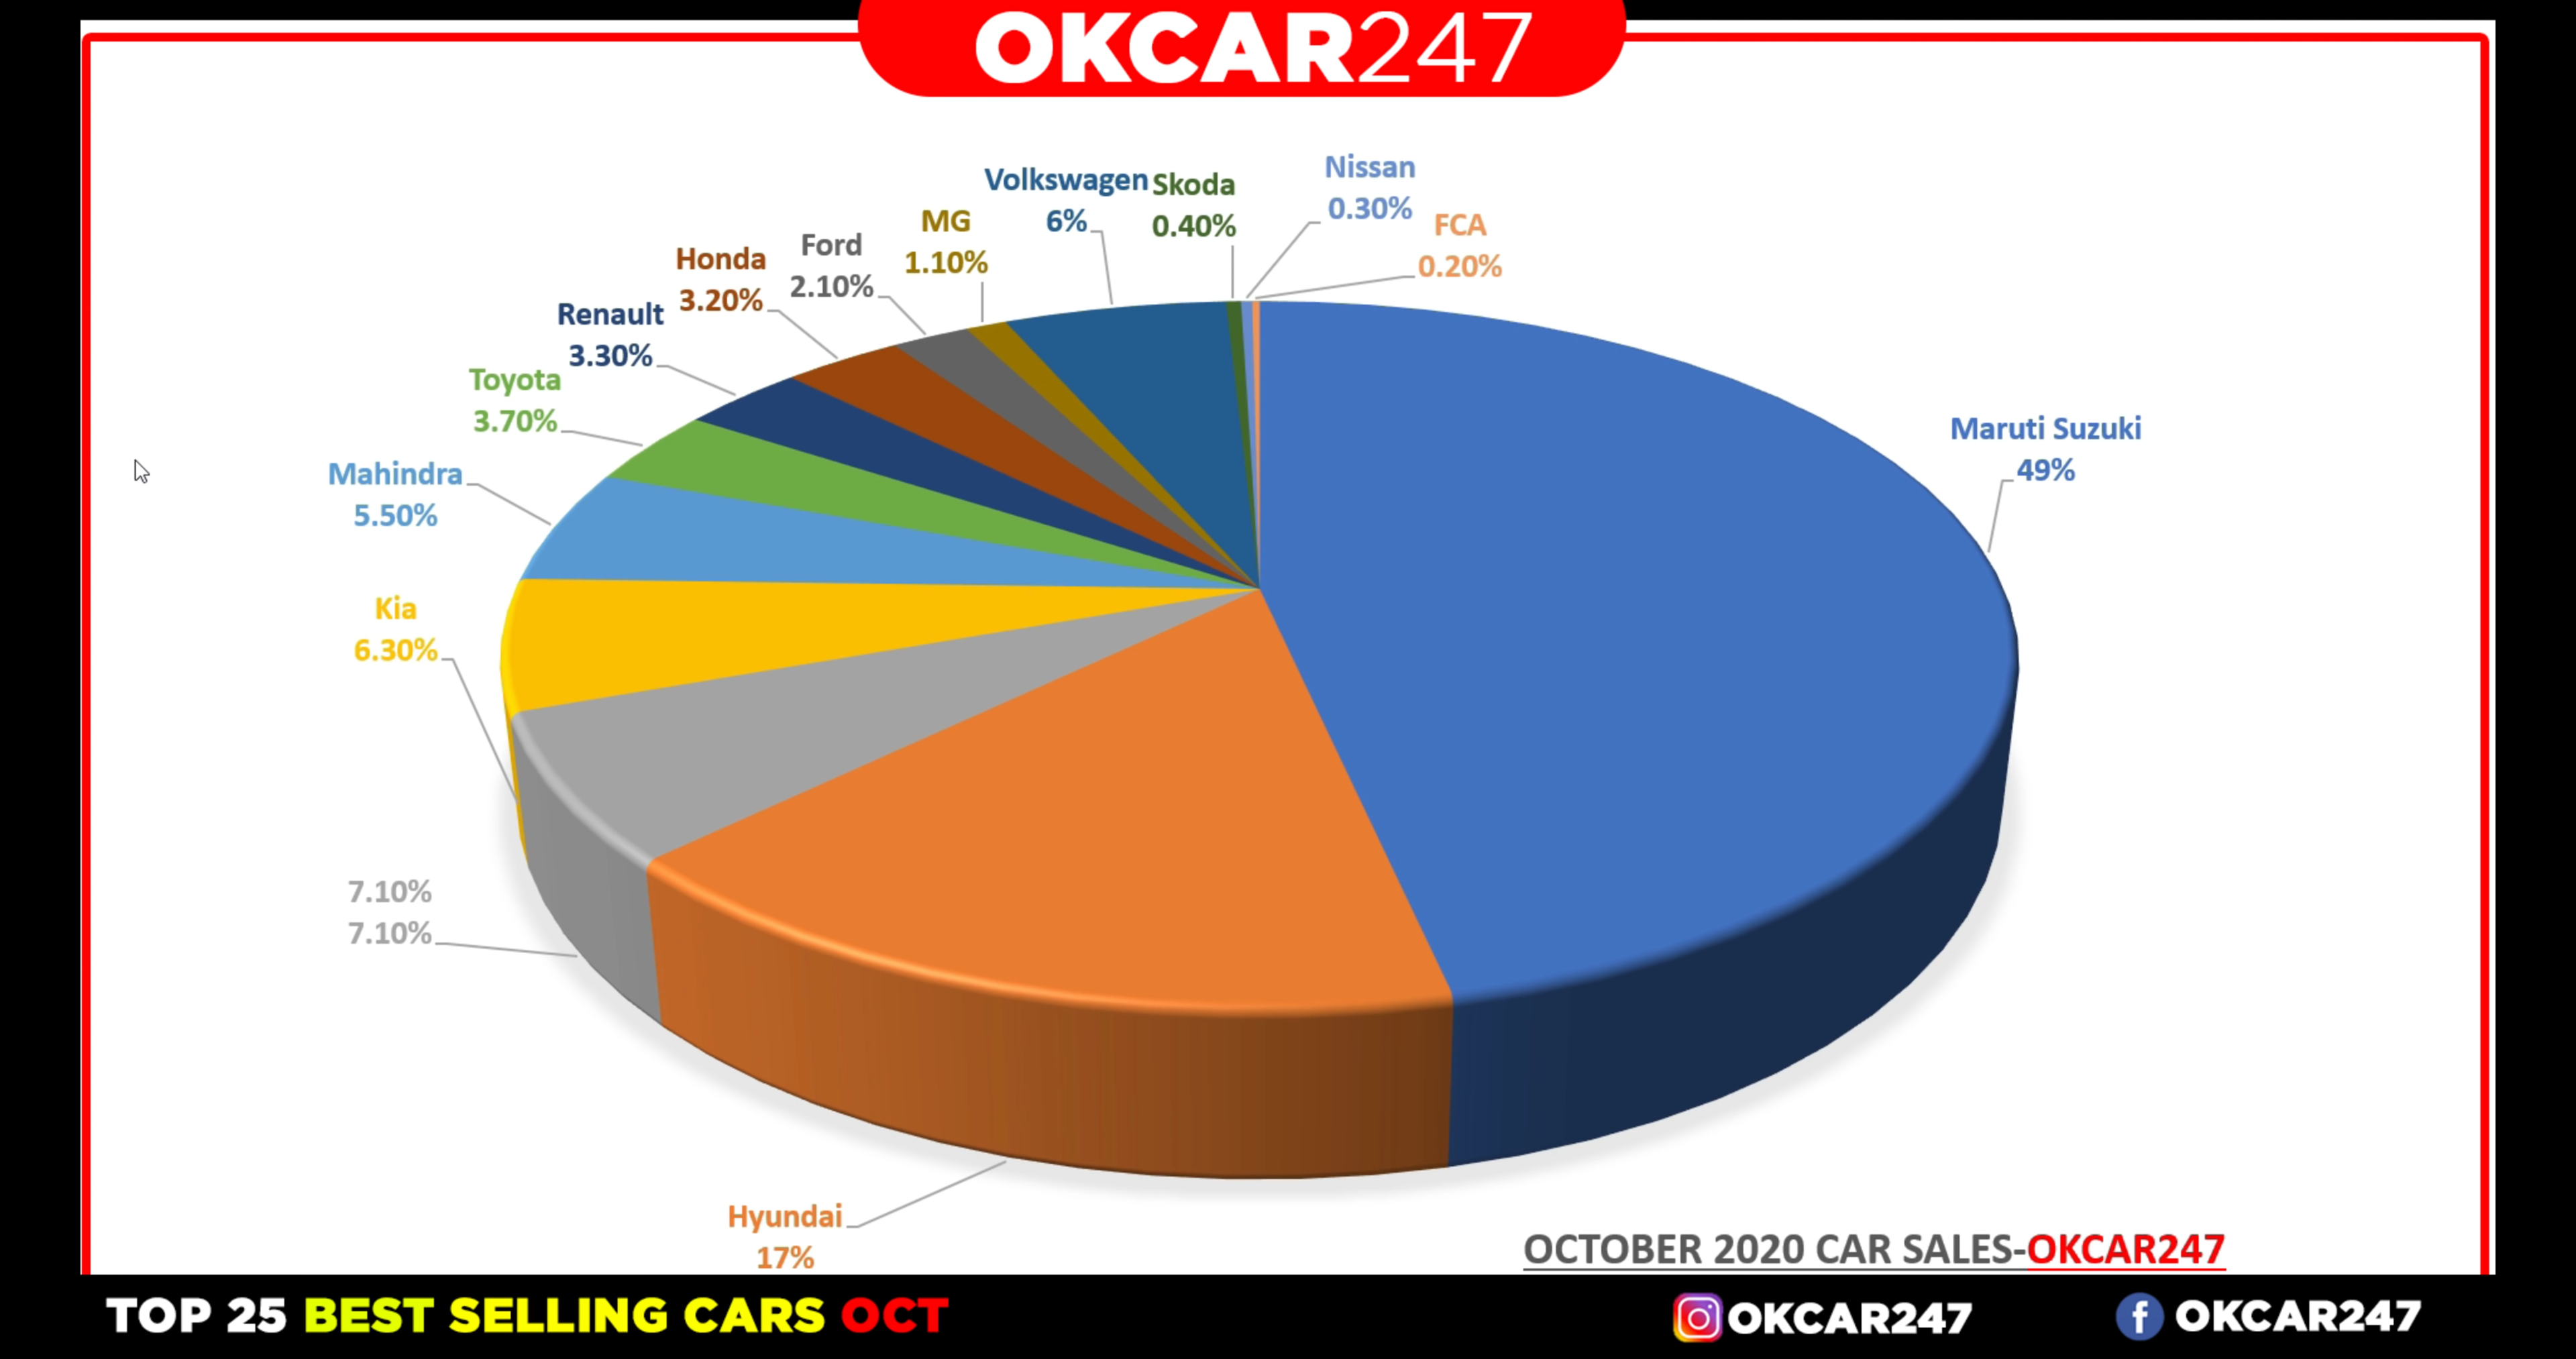 OKCAR247
Nissan
0.30%
Volkswagen
6%
Skoda
0.40%
FCA
0.20%
MG
1.10%
Ford
2.10%
Honda
3.20%
Renault
3.30%
Toyota
3.70%
Maruti Suzuki
49%
Mahindra
5.50%
Kia
6.30%
7.10%
7.10%
Hyundai
17%
OCTOBER 2020 CAR SALES-OKCAR247
TOP 25 BEST SELLING CARS OCT
OKCAR247
OKCAR247